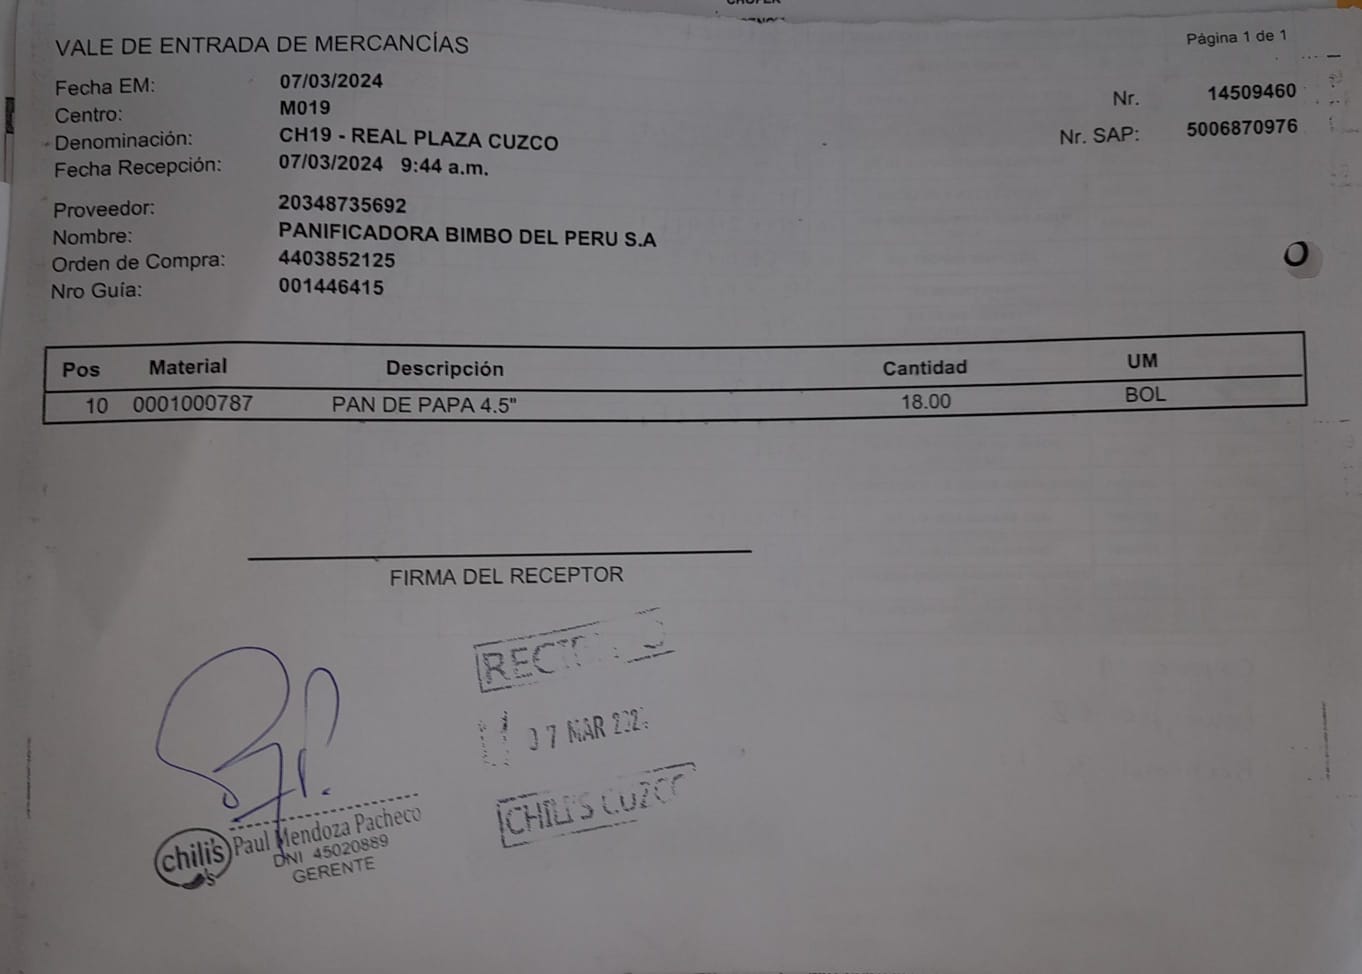 VALE DE ENTRADA DE MERCANCÍAS
Página 1 de 1
Fecha EM: 07/03/2024
Centro: M019
Nr. 14509460
Denominación: CH19 - REAL PLAZA CUZCO
Nr. SAP: 5006870976
Fecha Recepción: 07/03/2024 9:44 a.m.
Proveedor: 20348735692
Nombre: PANIFICADORA BIMBO DEL PERU S.A
Orden de Compra: 4403852125
Nro Guía: 001446415
Pos Material Descripción Cantidad UM
10 0001000787 PAN DE PAPA 4.5" 18.00 BOL
FIRMA DEL RECEPTOR
07 MAR
CHILI'S CUZCO
chili's Paul Mendoza Pacheco
DNI 45020889
GERENTE